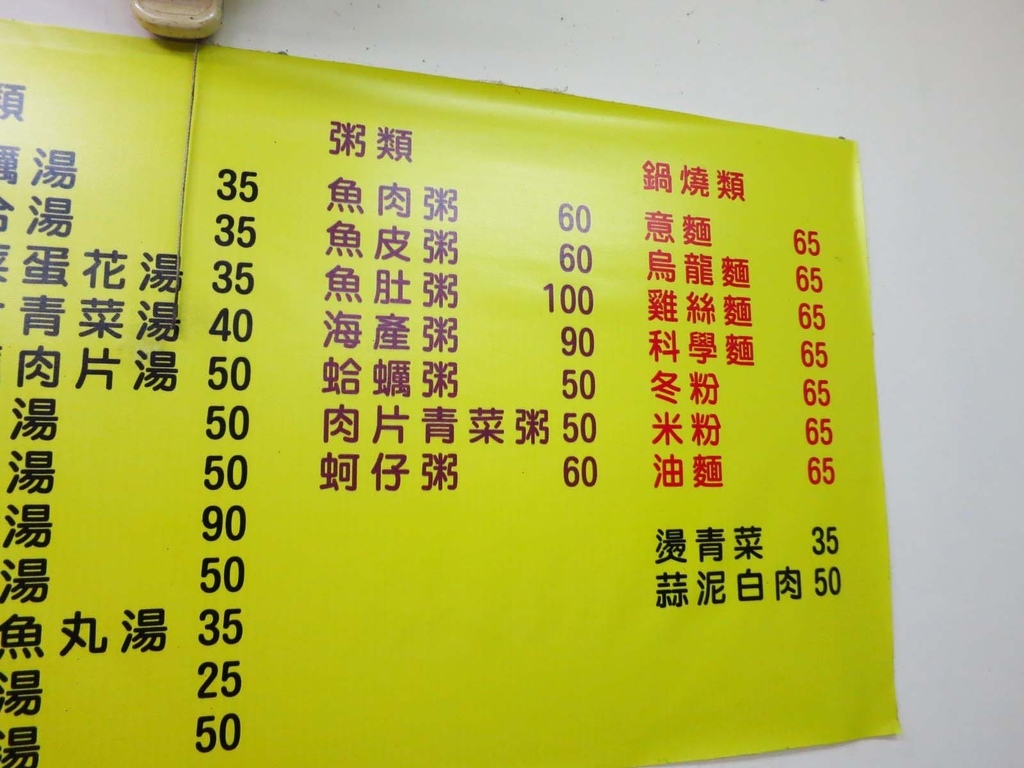 類
湯 35
湯 35
蛋花湯 35
青菜湯 40
肉片湯 50
湯 50
湯 50
湯 90
湯 50
魚丸湯 35
湯 25
湯 50
粥類
魚肉粥 60
魚皮粥 60
魚肚粥 100
海產粥 90
蛤蠣粥 50
肉片青菜粥 50
蚵仔粥 60
鍋燒類
意麵 65
烏龍麵 65
雞絲麵 65
科學麵 65
冬粉 65
米粉 65
油麵 65
燙青菜 35
蒜泥白肉 50